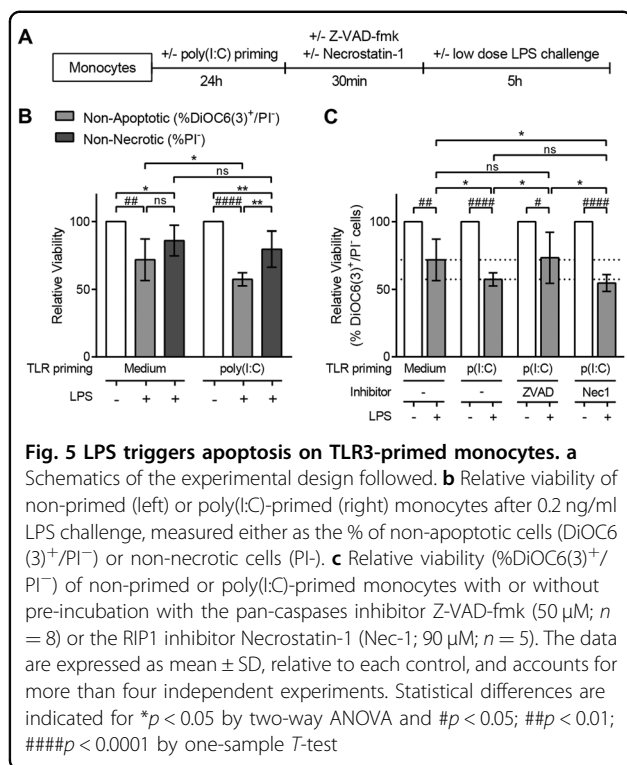 A
+/- Z-VAD-fmk
+/- poly(I:C) priming
+/- Necrostatin-1
+/- low dose LPS challenge
Monocytes
24h
30min
5h
B
Non-Apoptotic (%DiOC6(3)⁺/PI⁻)
Non-Necrotic (%PI⁻)
*
ns
*
**
##
ns
####
**
100
50
0
Relative Viability
TLR priming
Medium
poly(I:C)
LPS
- + + - + +
C
*
ns
ns
*
*
*
##
####
#
####
100
50
0
Relative Viability
(% DiOC6(3)⁺/PI⁻ cells)
TLR priming
Medium p(I:C) p(I:C) p(I:C)
Inhibitor
- - ZVAD Nec1
LPS
- + - + - + - +
Fig. 5 LPS triggers apoptosis on TLR3-primed monocytes. a
Schematics of the experimental design followed. b Relative viability of
non-primed (left) or poly(I:C)-primed (right) monocytes after 0.2 ng/ml
LPS challenge, measured either as the % of non-apoptotic cells (DiOC6
(3)⁺/PI⁻) or non-necrotic cells (PI-). c Relative viability (%DiOC6(3)⁺/
PI⁻) of non-primed or poly(I:C)-primed monocytes with or without
pre-incubation with the pan-caspases inhibitor Z-VAD-fmk (50 µM; n
= 8) or the RIP1 inhibitor Necrostatin-1 (Nec-1; 90 µM; n = 5). The data
are expressed as mean ± SD, relative to each control, and accounts for
more than four independent experiments. Statistical differences are
indicated for *p < 0.05 by two-way ANOVA and #p < 0.05; ##p < 0.01;
####p < 0.0001 by one-sample T-test